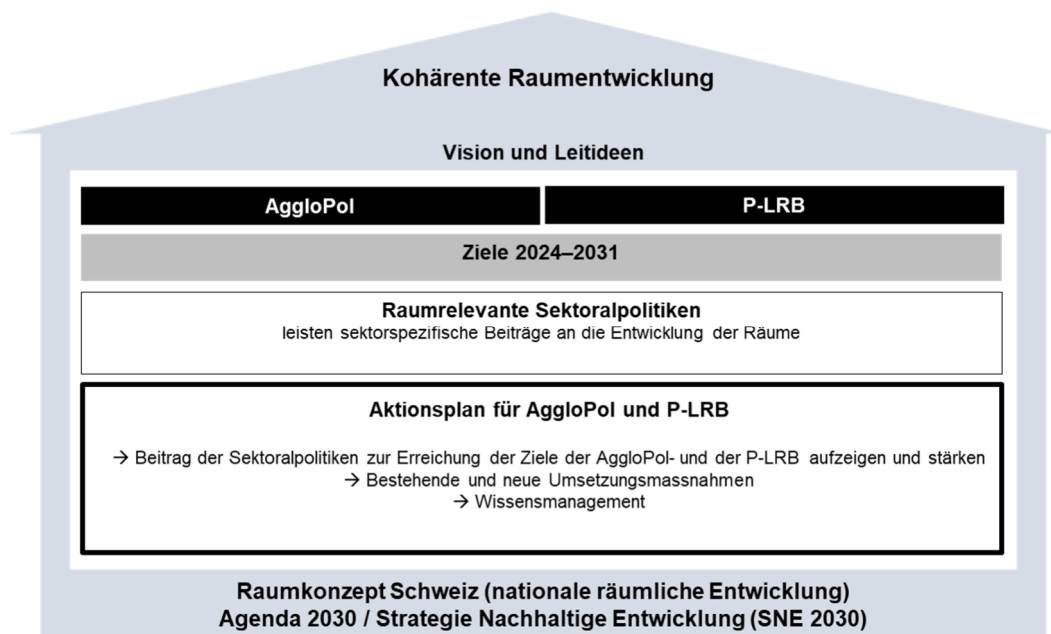 Kohärente Raumentwicklung
Vision und Leitideen
AggloPol
P-LRB
Ziele 2024–2031
Raumrelevante Sektoralpolitiken
leisten sektorspezifische Beiträge an die Entwicklung der Räume
Aktionsplan für AggloPol und P-LRB
→ Beitrag der Sektoralpolitiken zur Erreichung der Ziele der AggloPol- und der P-LRB aufzeigen und stärken
→ Bestehende und neue Umsetzungsmassnahmen
→ Wissensmanagement
Raumkonzept Schweiz (nationale räumliche Entwicklung)
Agenda 2030 / Strategie Nachhaltige Entwicklung (SNE 2030)